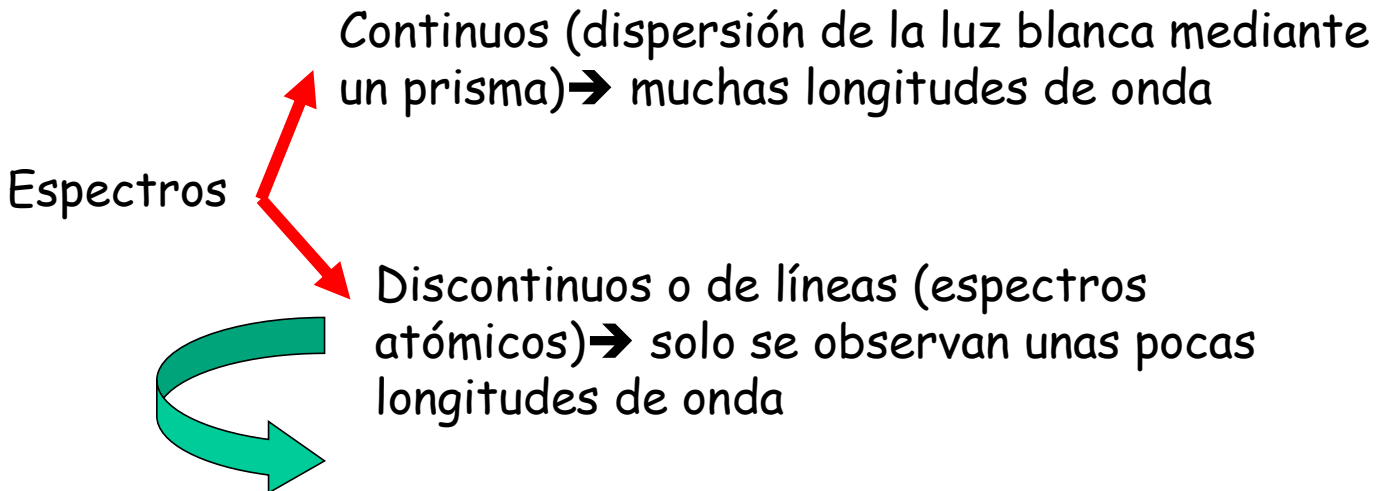 Continuos (dispersión de la luz blanca mediante
un prisma)➔ muchas longitudes de onda
Espectros
Discontinuos o de líneas (espectros
atómicos)➔ solo se observan unas pocas
longitudes de onda